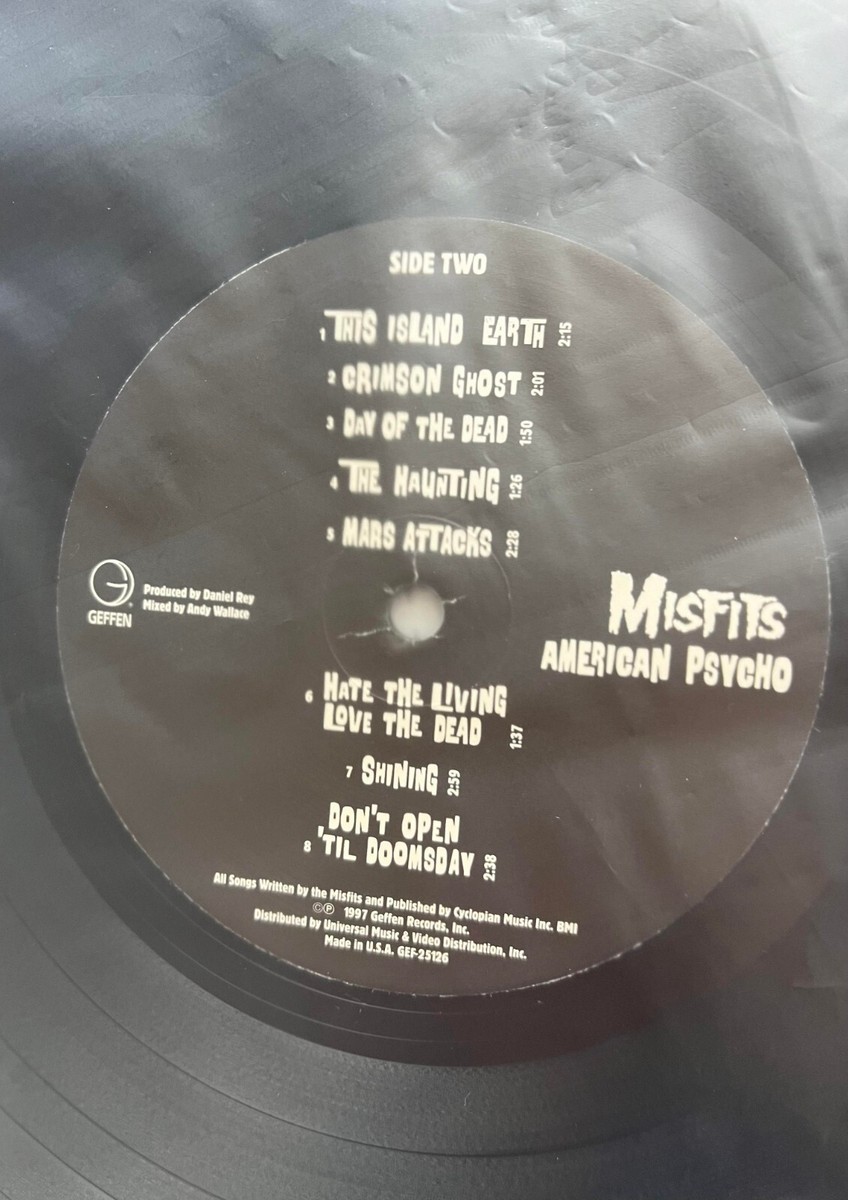 SIDE TWO
1 THIS ISLAND EARTH 2:15
2 CRIMSON GHOST 2:01
3 DAY OF THE DEAD 1:50
4 THE HAUNTING 1:26
5 MARS ATTACKS 2:28
GEFFEN
Produced by Daniel Rey
Mixed by Andy Wallace
MISFITS
AMERICAN PSYCHO
6 HATE THE LIVING
LOVE THE DEAD 1:37
7 SHINING 2:59
DON'T OPEN
8 'TIL DOOMSDAY 2:38
All Songs Written by the Misfits and Published by Cyclopian Music Inc. BMI
©℗ 1997 Geffen Records, Inc.
Distributed by Universal Music & Video Distribution, Inc.
Made in U.S.A. GEF-25126